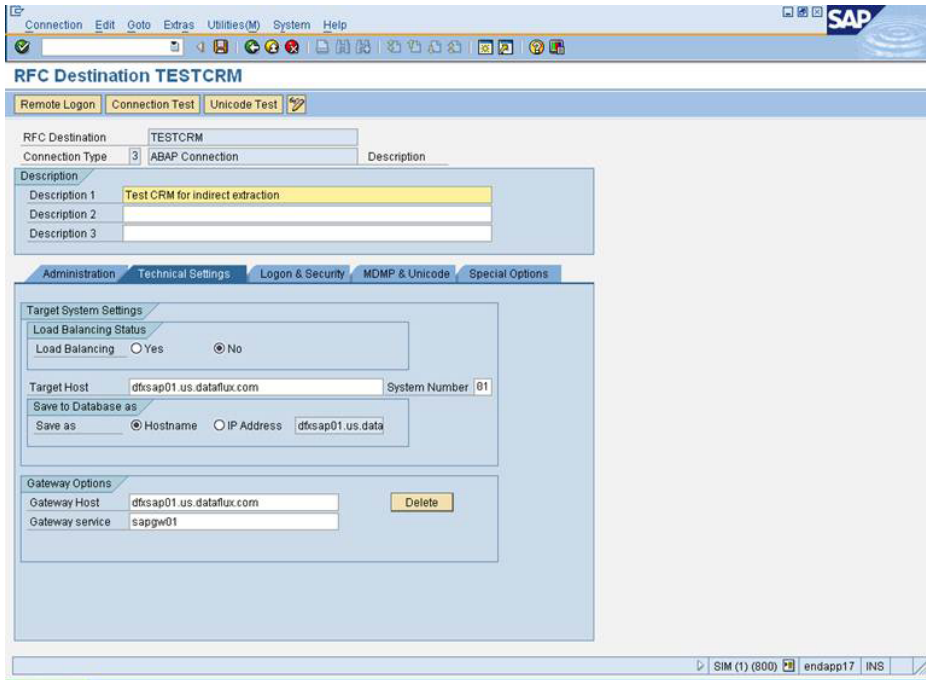 Connection Edit Goto Extras Utilities(M) System Help
SAP
RFC Destination TESTCRM
Remote Logon Connection Test Unicode Test
RFC Destination TESTCRM
Connection Type 3 ABAP Connection Description
Description
Description 1 Test CRM for indirect extraction
Description 2
Description 3
Administration Technical Settings Logon & Security MDMP & Unicode Special Options
Target System Settings
Load Balancing Status
Load Balancing Yes No
Target Host dfxsap01.us.dataflux.com System Number 01
Save to Database as
Save as Hostname IP Address dfxsap01.us.data
Gateway Options
Gateway Host dfxsap01.us.dataflux.com Delete
Gateway service sapgw01
SIM (1) (800) endapp17 INS